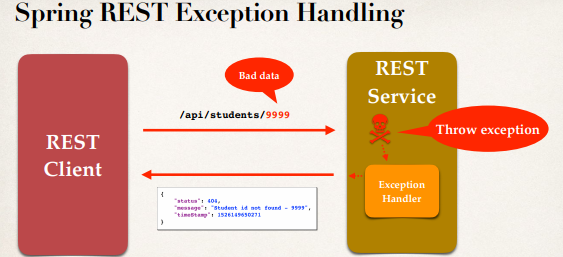 Spring REST Exception Handling
REST
Client
Bad data
/api/students/9999
REST
Service
Throw exception
Exception
Handler
{
"status": 404,
"message": "Student id not found - 9999",
"timeStamp": 1526149650271
}